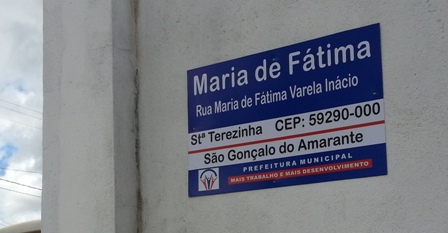 Maria de Fátima
Rua Maria de Fátima Varela Inácio
Stª Terezinha CEP: 59290-000
São Gonçalo do Amarante
PREFEITURA MUNICIPAL
MAIS TRABALHO E MAIS DESENVOLVIMENTO